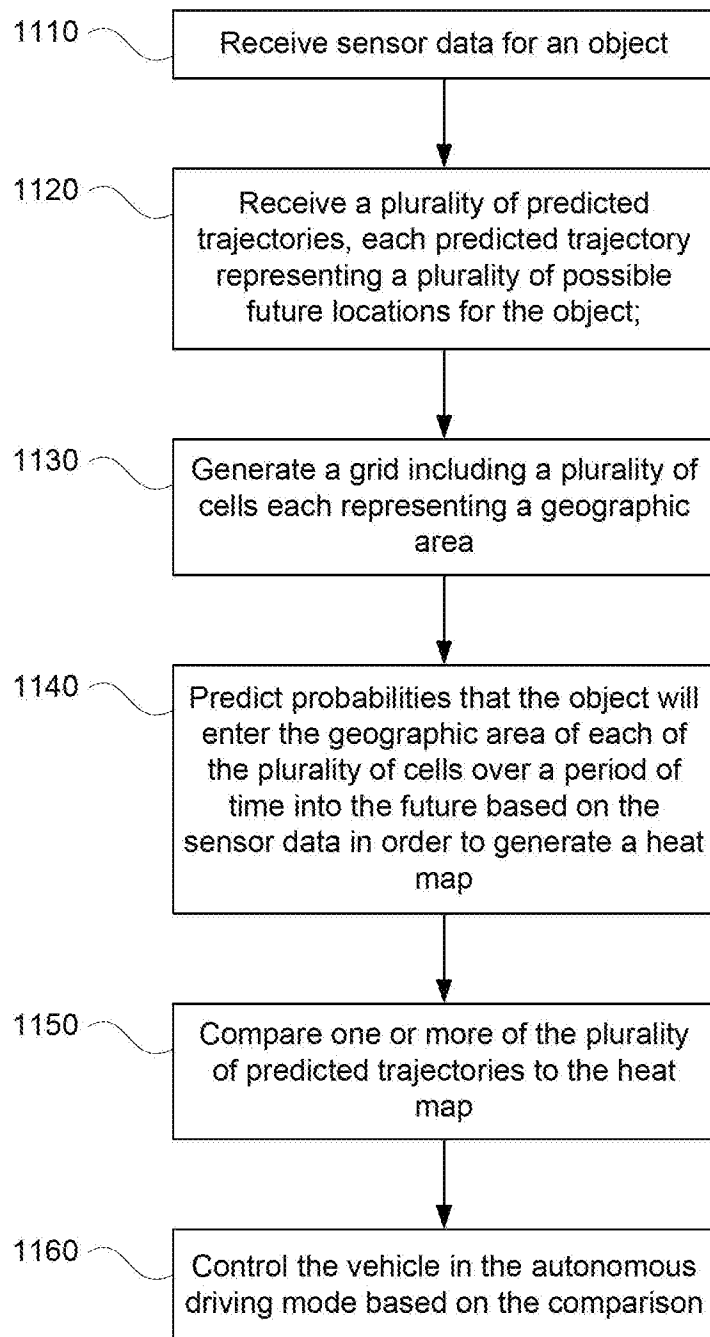 1110
Receive sensor data for an object
1120
Receive a plurality of predicted
trajectories, each predicted trajectory
representing a plurality of possible
future locations for the object;
1130
Generate a grid including a plurality of
cells each representing a geographic
area
1140
Predict probabilities that the object will
enter the geographic area of each of
the plurality of cells over a period of
time into the future based on the
sensor data in order to generate a heat
map
1150
Compare one or more of the plurality
of predicted trajectories to the heat
map
1160
Control the vehicle in the autonomous
driving mode based on the comparison